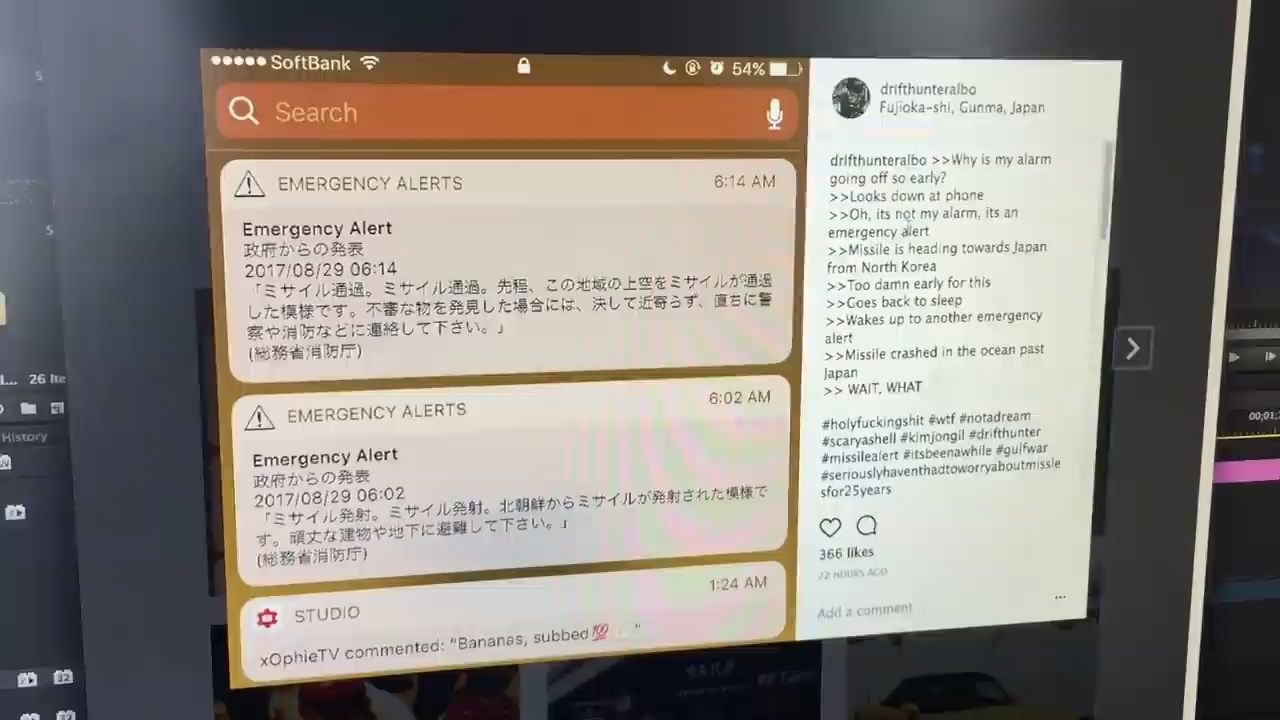 SoftBank
54%
Search
EMERGENCY ALERTS
6:14 AM
Emergency Alert
政府からの発表
2017/08/29 06:14
「ミサイル通過。ミサイル通過。先程、この地域の上空をミサイルが通過
した模様です。不審な物を発見した場合には、決して近寄らず、直ちに警
察や消防などに連絡して下さい。」
(総務省消防庁)
EMERGENCY ALERTS
6:02 AM
Emergency Alert
政府からの発表
2017/08/29 06:02
「ミサイル発射。ミサイル発射。北朝鮮からミサイルが発射された模様で
す。頑丈な建物や地下に避難して下さい。」
(総務省消防庁)
STUDIO
1:24 AM
xOphieTV commented: "Bananas, subbed💯 "
drifthunteralbo
Fujioka-shi, Gunma, Japan
drifthunteralbo >>Why is my alarm
going off so early?
>>Looks down at phone
>>Oh, its not my alarm, its an
emergency alert
>>Missile is heading towards Japan
from North Korea
>>Too damn early for this
>>Goes back to sleep
>>Wakes up to another emergency
alert
>>Missile crashed in the ocean past
Japan
>> WAIT. WHAT
#holyfuckingshit #wtf #notadream
#scaryashell #kimjongil #drifthunter
#missilealert #itsbeenawhile #gulfwar
#seriouslyhaventhadtoworryaboutmissle
sfor25years
366 likes
22 HOURS AGO
Add a comment
...
History